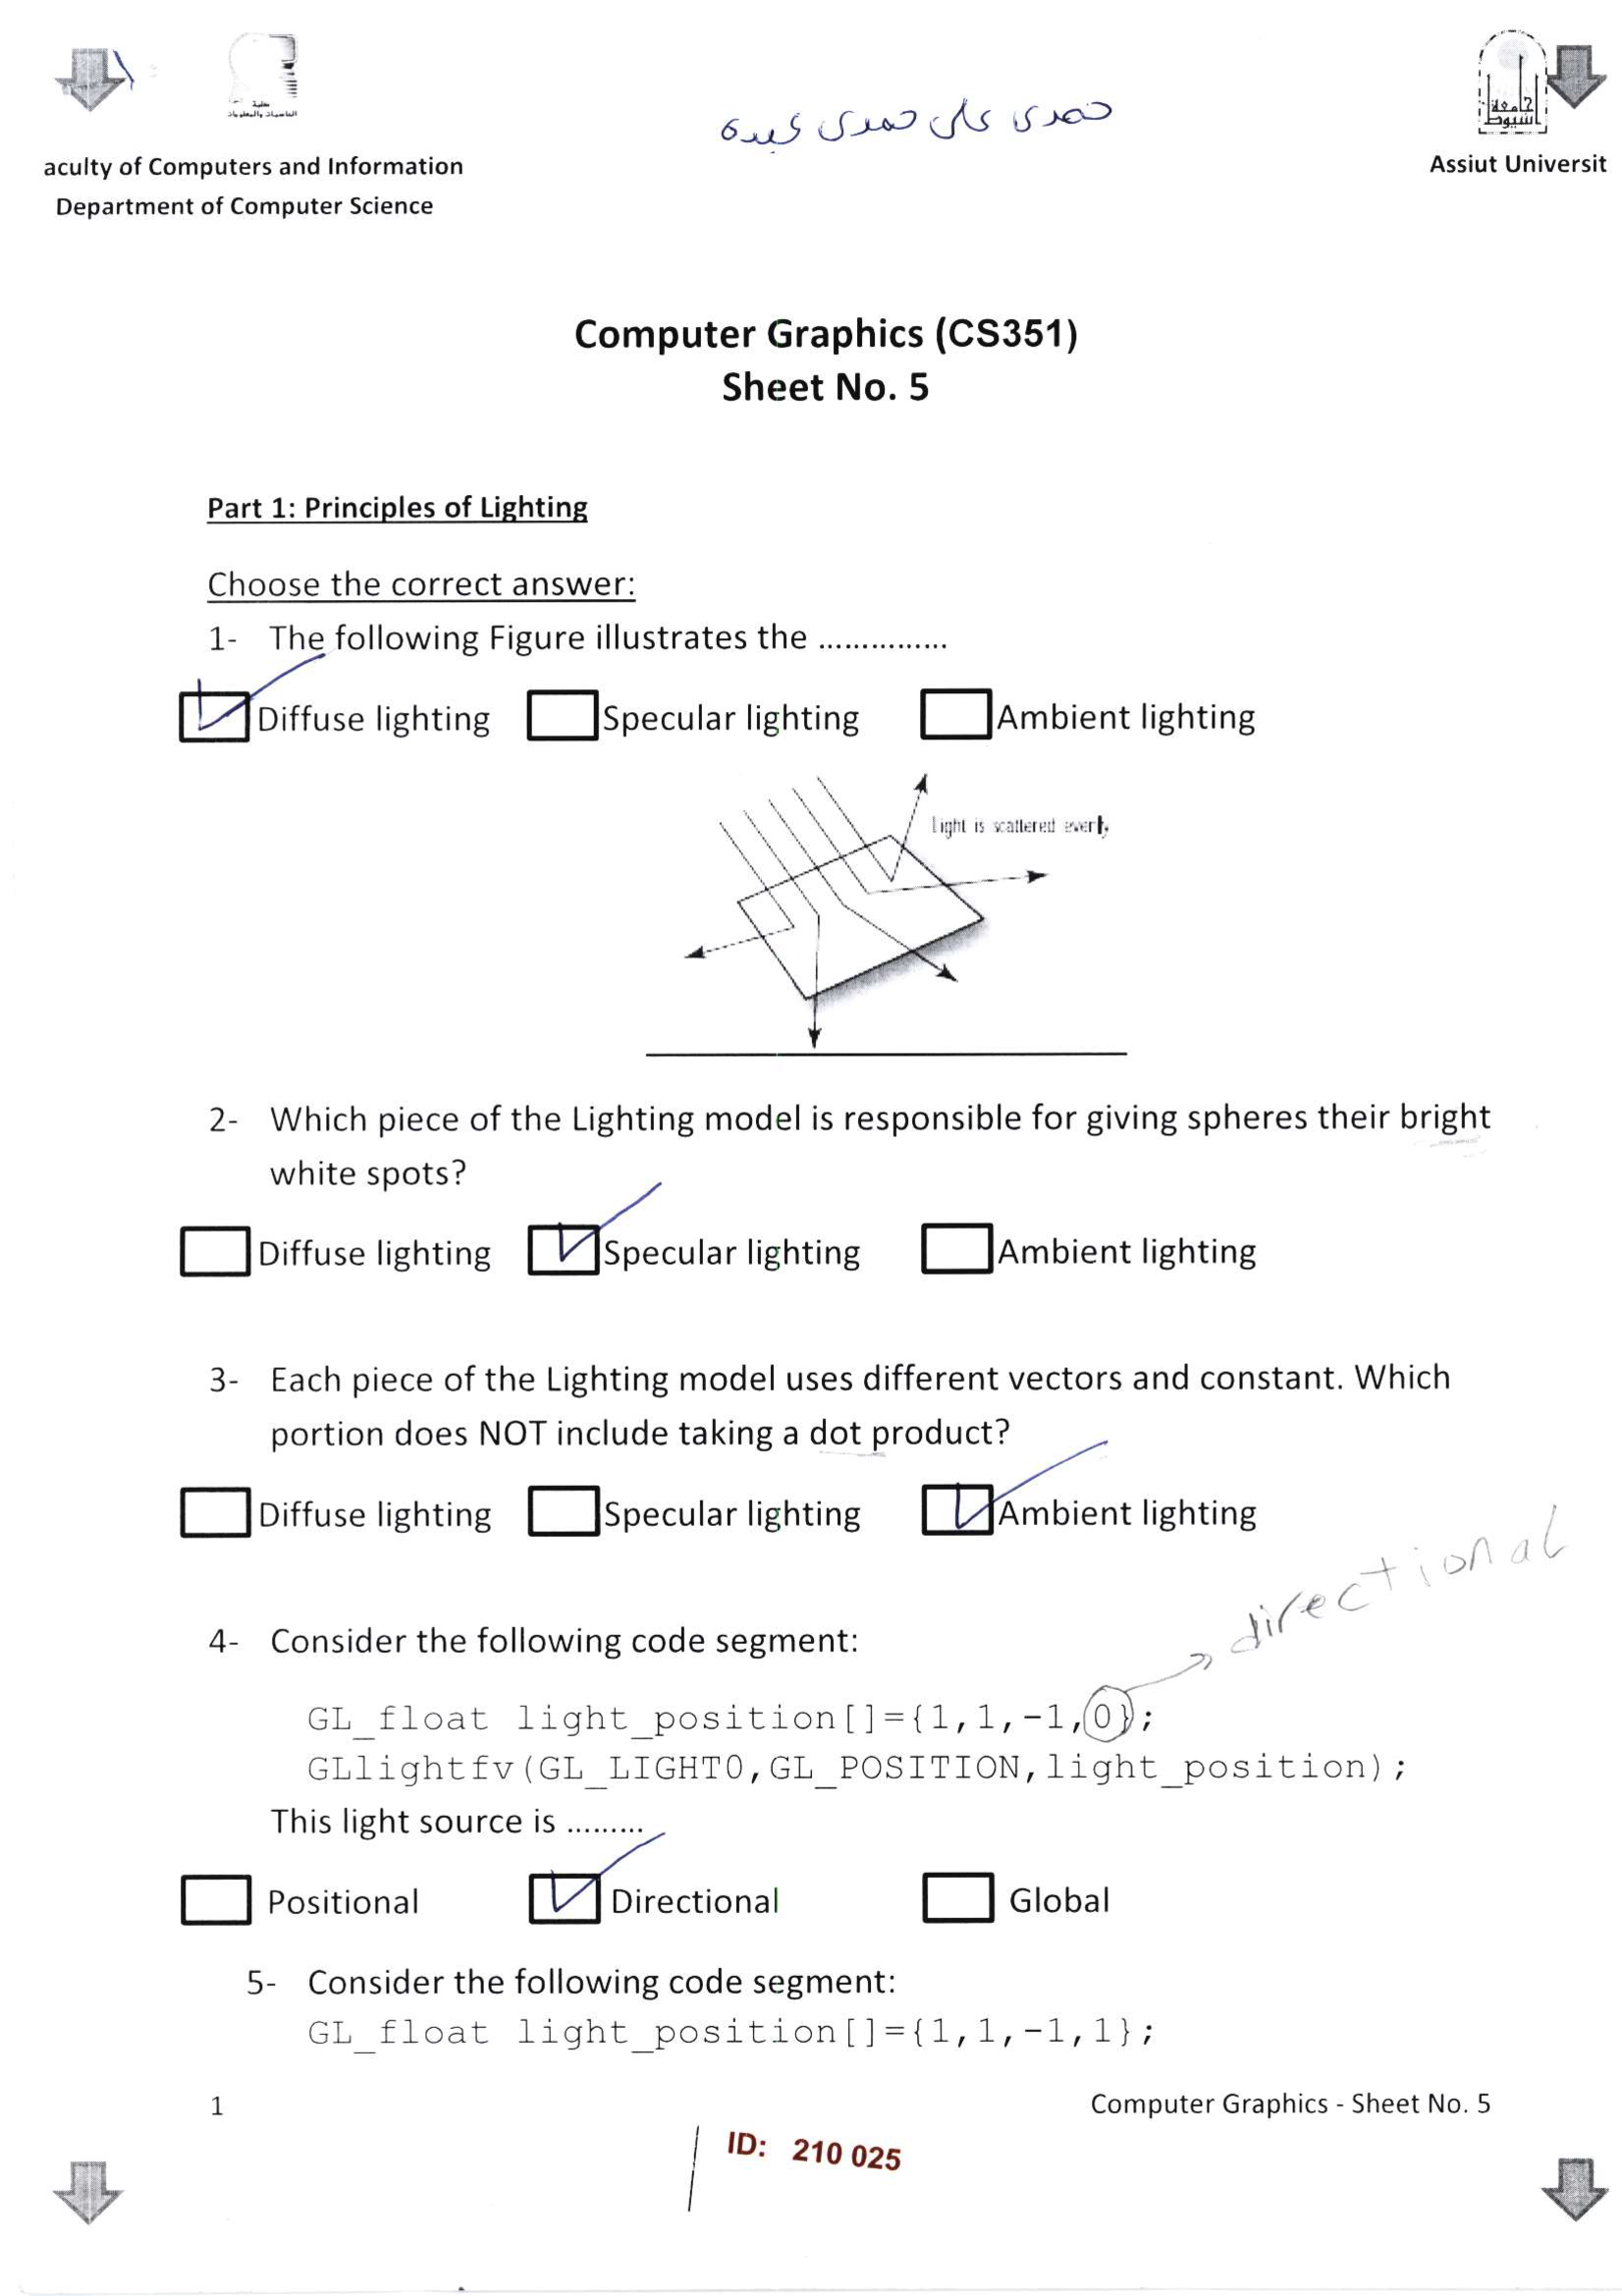 كلية
الحاسبات والمعلومات
حمدى على حمدى عبده
جامعة
أسيوط
aculty of Computers and Information
Assiut Universit
Department of Computer Science
Computer Graphics (CS351)
Sheet No. 5
Part 1: Principles of Lighting
Choose the correct answer:
1- The following Figure illustrates the ...............
Diffuse lighting Specular lighting Ambient lighting
Light is scattered evenly
2- Which piece of the Lighting model is responsible for giving spheres their bright
white spots?
Diffuse lighting Specular lighting Ambient lighting
3- Each piece of the Lighting model uses different vectors and constant. Which
portion does NOT include taking a dot product?
Diffuse lighting Specular lighting Ambient lighting
directional
4- Consider the following code segment:
GL_float light_position[]={1,1,-1,0};
GLlightfv(GL_LIGHT0,GL_POSITION,light_position);
This light source is .........
Positional Directional Global
5- Consider the following code segment:
GL_float light_position[]={1,1,-1,1};
1 Computer Graphics - Sheet No. 5
ID: 210 025